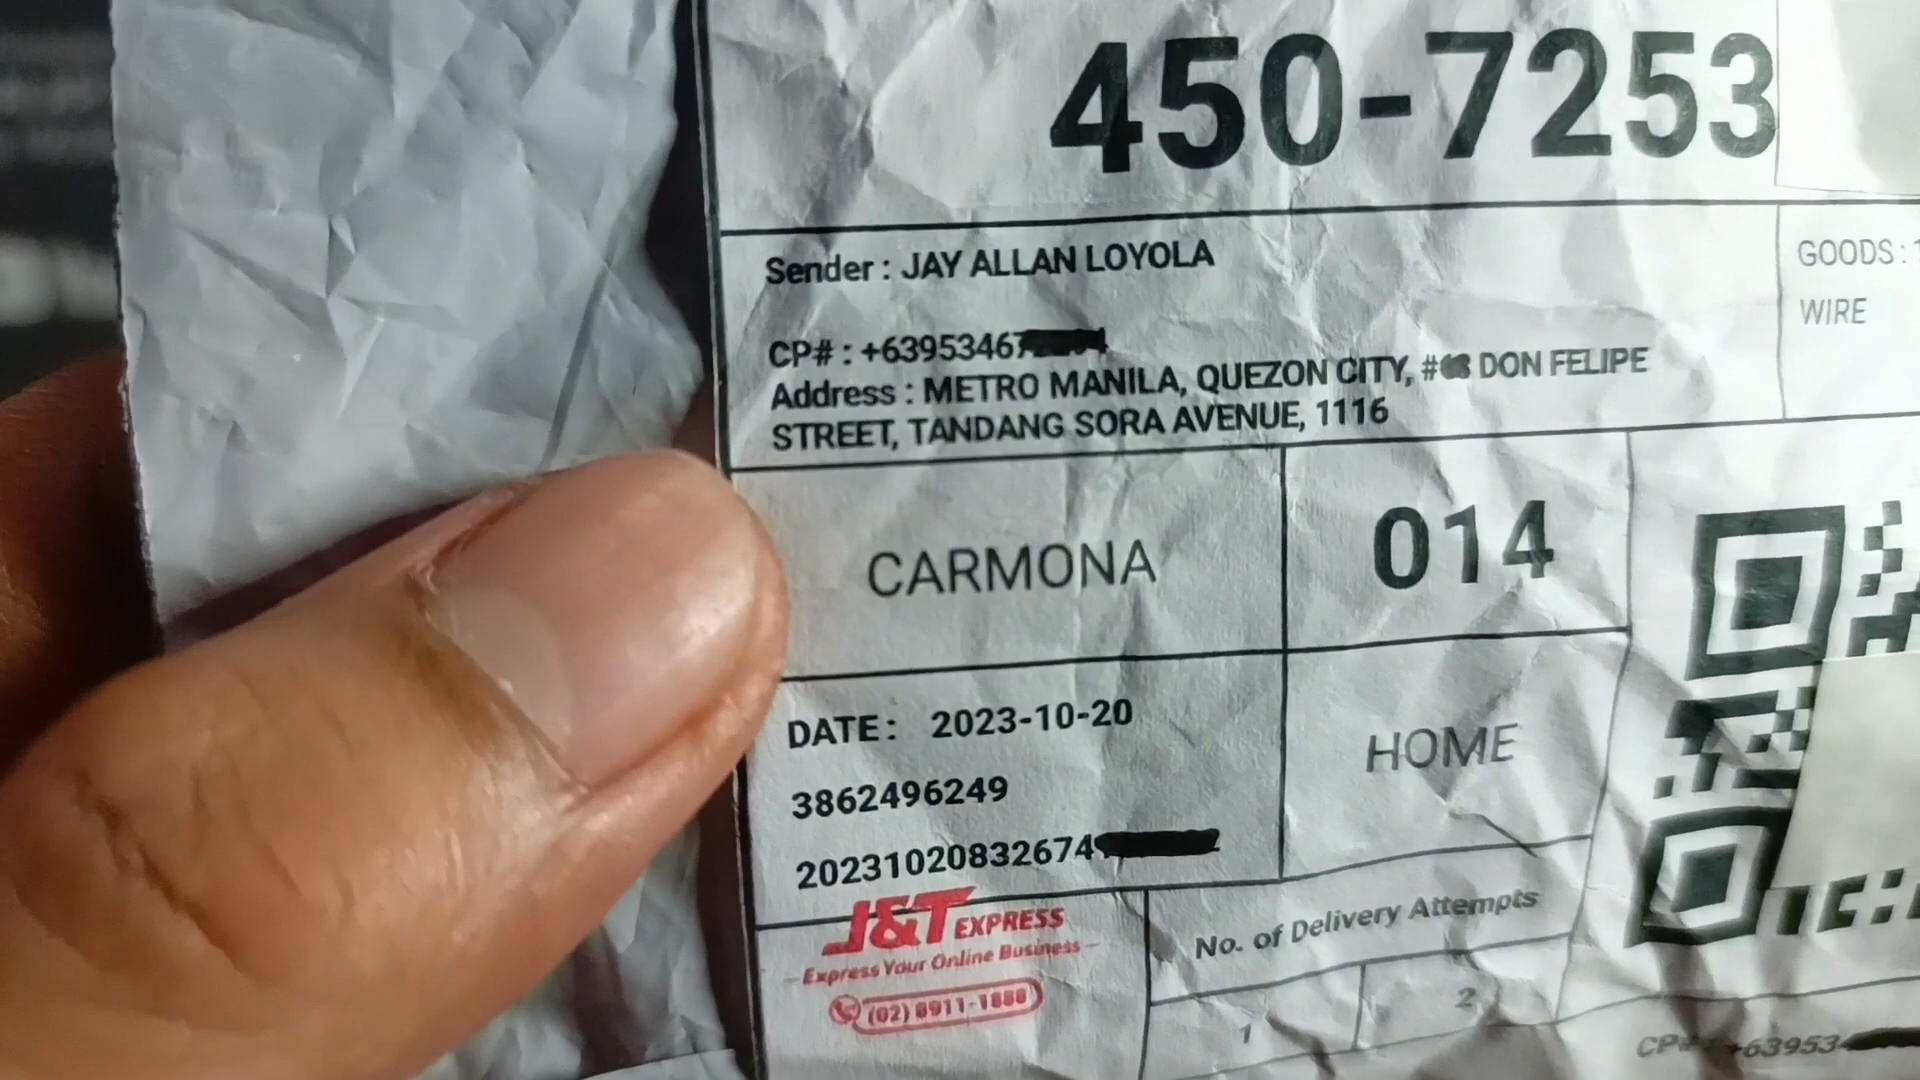 450-7253
Sender : JAY ALLAN LOYOLA
GOODS :
WIRE
CP# : +63953467
Address : METRO MANILA, QUEZON CITY, # DON FELIPE
STREET, TANDANG SORA AVENUE, 1116
CARMONA
014
DATE : 2023-10-20
HOME
3862496249
20231020832674
J&T EXPRESS
Express Your Online Business
(02) 8911-1888
No. of Delivery Attempts
1
2
CP# : +63953